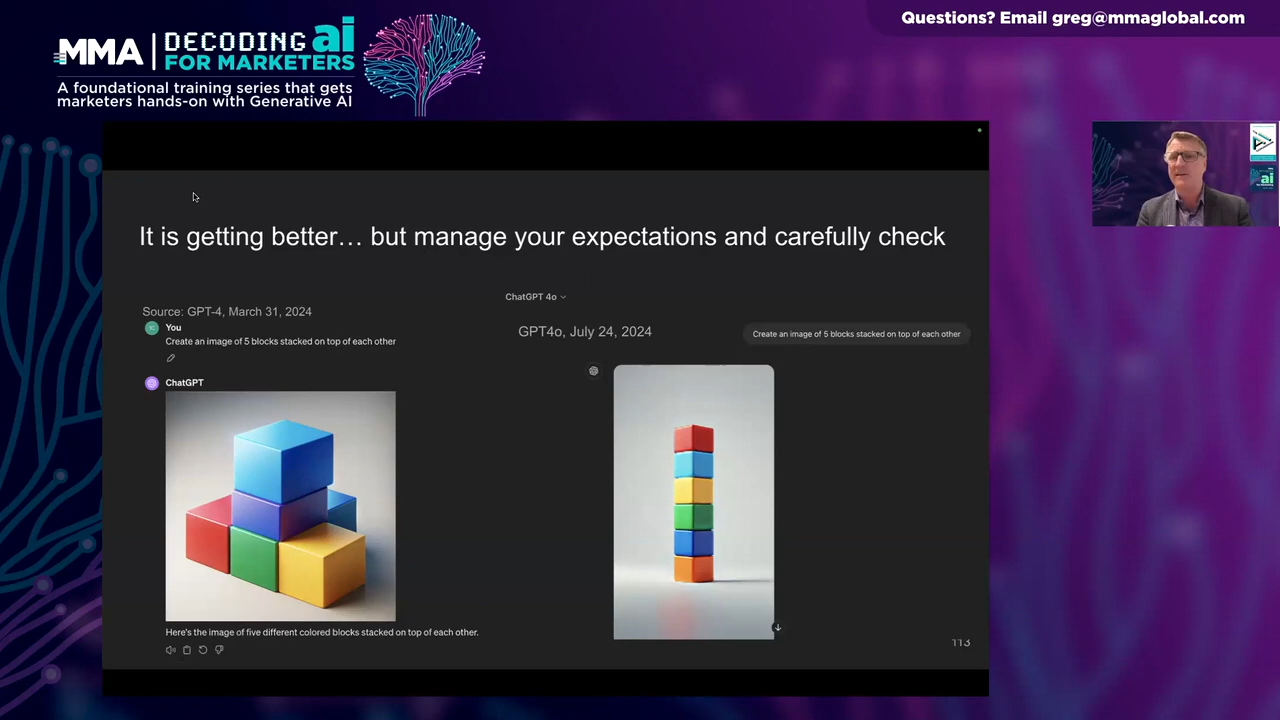 Questions? Email greg@mmaglobal.com
MMA
DECODING ai
FOR MARKETERS
A foundational training series that gets
marketers hands-on with Generative AI
It is getting better… but manage your expectations and carefully check
Source: GPT-4, March 31, 2024
You
Create an image of 5 blocks stacked on top of each other
ChatGPT
Here's the image of five different colored blocks stacked on top of each other.
ChatGPT 4o
GPT4o, July 24, 2024
Create an image of 5 blocks stacked on top of each other
113
ai